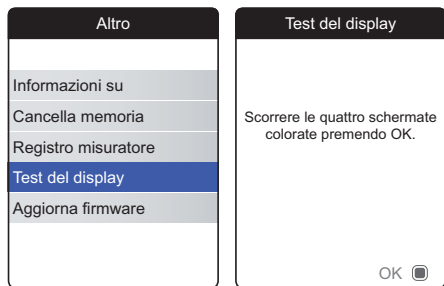 Altro
Informazioni su
Cancella memoria
Registro misuratore
Test del display
Aggiorna firmware
Test del display
Scorrere le quattro schermate
colorate premendo OK.
OK